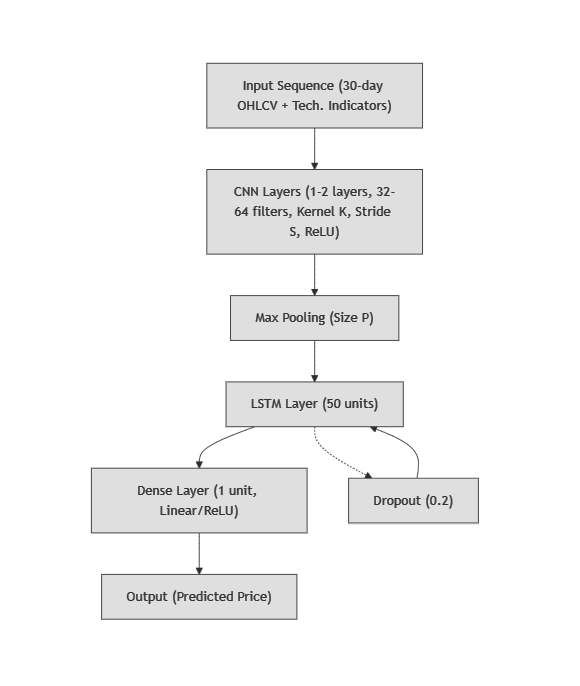 Input Sequence (30-day
OHLCV + Tech. Indicators)
CNN Layers (1-2 layers, 32-
64 filters, Kernel K, Stride
S, ReLU)
Max Pooling (Size P)
LSTM Layer (50 units)
Dense Layer (1 unit,
Linear/ReLU)
Dropout (0.2)
Output (Predicted Price)